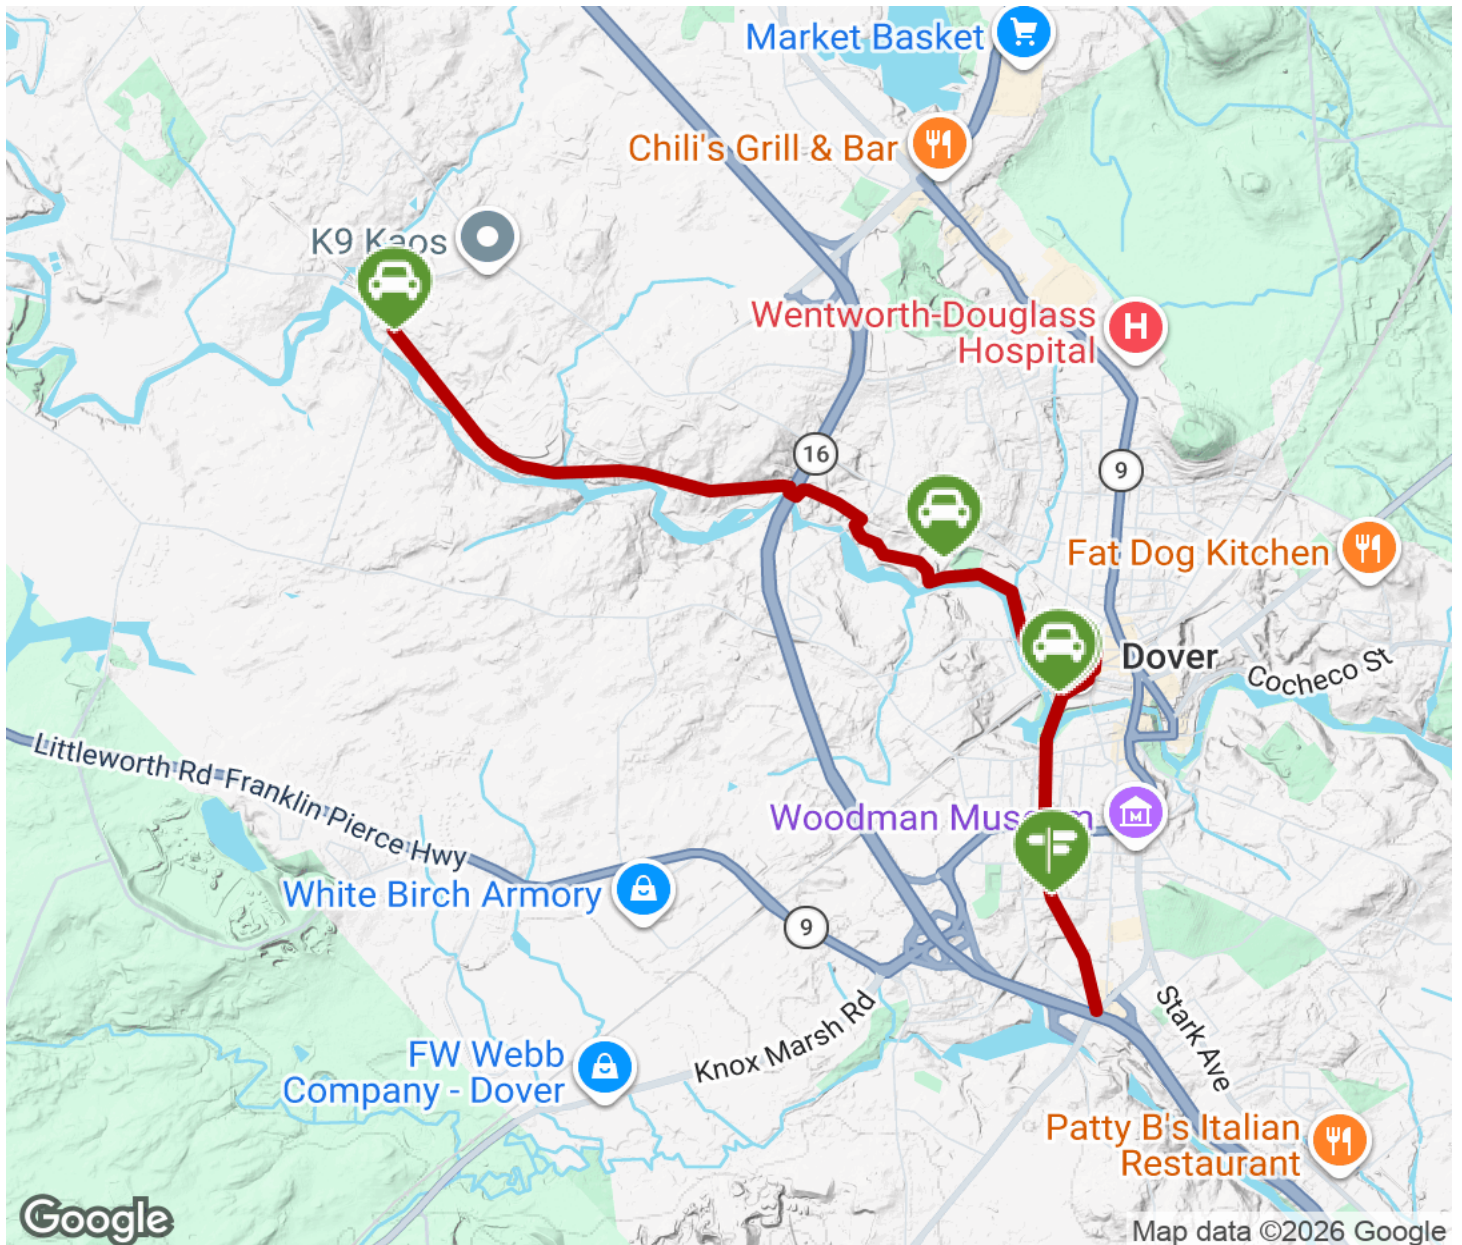 Market Basket
Chili's Grill & Bar
K9 Kaos
Wentworth-Douglass
Hospital
H
16
9
Fat Dog Kitchen
Dover
Cocheco St
Littleworth Rd
Franklin Pierce Hwy
Woodman Museum
M
White Birch Armory
9
Stark Ave
Knox Marsh Rd
FW Webb
Company - Dover
Patty B's Italian
Restaurant
Google
Map data ©2026 Google